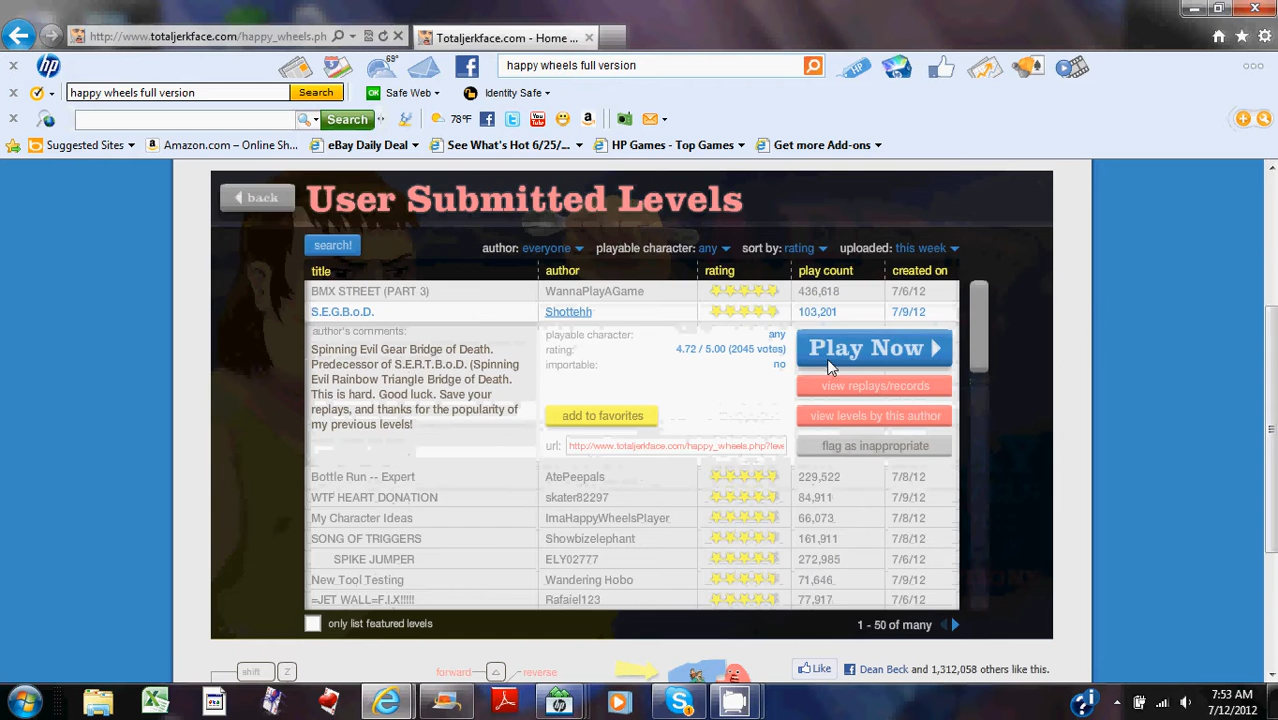 http://www.totaljerkface.com/happy_wheels.ph
Totaljerkface.com - Home ...
happy wheels full version
69°
happy wheels full version
Search
OK Safe Web
Identity Safe
Search
78°F
Suggested Sites
Amazon.com – Online Sh...
eBay Daily Deal
See What's Hot 6/25/...
HP Games - Top Games
Get more Add-ons
back
User Submitted Levels
search!
author: everyone
playable character: any
sort by: rating
uploaded: this week
title author rating play count created on
BMX STREET (PART 3) WannaPlayAGame 436,618 7/6/12
S.E.G.B.o.D. Shottehh 103,201 7/9/12
author's comments:
Spinning Evil Gear Bridge of Death.
Predecessor of S.E.R.T.B.o.D. (Spinning
Evil Rainbow Triangle Bridge of Death.
This is hard. Good luck. Save your
replays, and thanks for the popularity of
my previous levels!
playable character: any
rating: 4.72 / 5.00 (2045 votes)
importable: no
add to favorites
url: http://www.totaljerkface.com/happy_wheels.php?leve
Play Now
view replays/records
view levels by this author
flag as inappropriate
Bottle Run -- Expert AtePeepals 229,522 7/8/12
WTF HEART DONATION skater82297 84,911 7/9/12
My Character Ideas ImaHappyWheelsPlayer 66,073 7/8/12
SONG OF TRIGGERS Showbizelephant 161,911 7/8/12
SPIKE JUMPER ELY02777 272,985 7/6/12
New Tool Testing Wandering Hobo 71,646 7/9/12
=JET WALL=F.I.X!!!!! Rafaiel123 77,917 7/6/12
only list featured levels
1 - 50 of many
shift Z
forward reverse
Like
Dean Beck and 1,312,058 others like this.
7:53 AM
7/12/2012